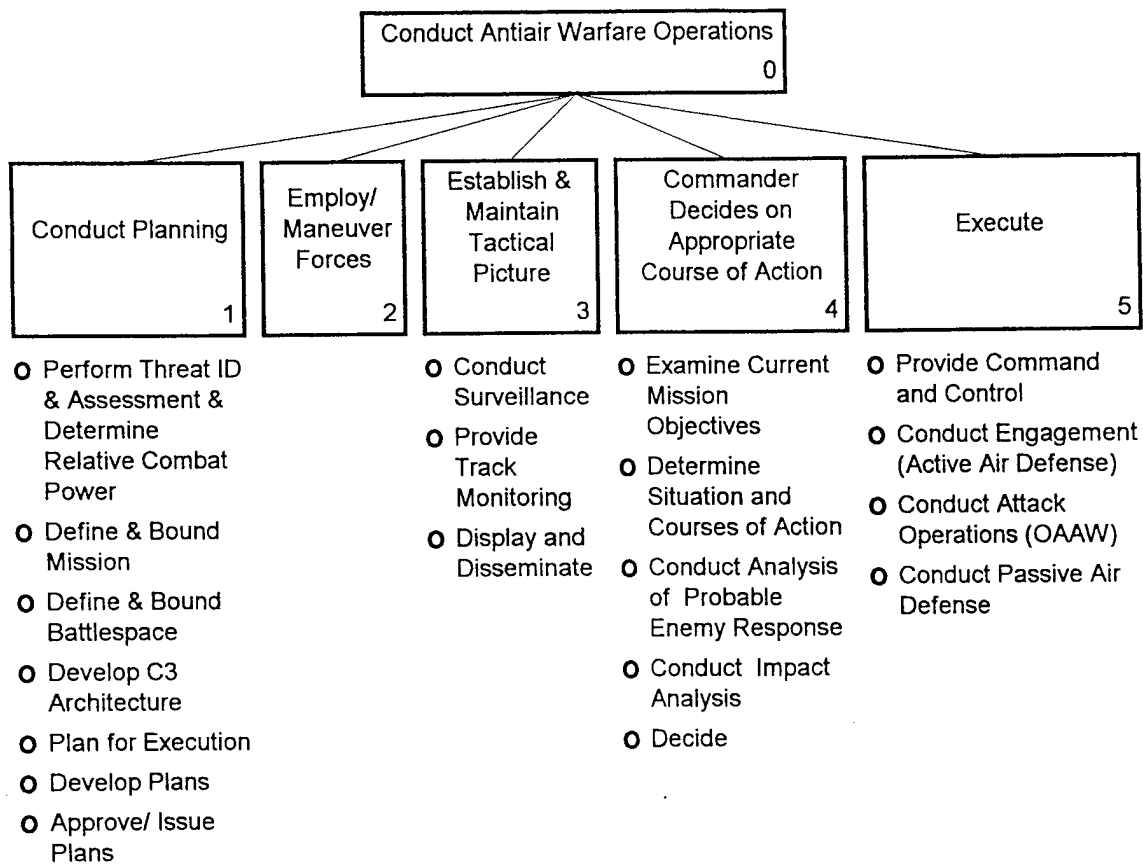 Conduct Antiair Warfare Operations
0
Conduct Planning
1
Employ/
Maneuver
Forces
2
Establish &
Maintain
Tactical
Picture
3
Commander
Decides on
Appropriate
Course of Action
4
Execute
5
o Perform Threat ID
& Assessment &
Determine
Relative Combat
Power
o Define & Bound
Mission
o Define & Bound
Battlespace
o Develop C3
Architecture
o Plan for Execution
o Develop Plans
o Approve/ Issue
Plans
o Conduct
Surveillance
o Provide
Track
Monitoring
o Display and
Disseminate
o Examine Current
Mission
Objectives
o Determine
Situation and
Courses of Action
o Conduct Analysis
of Probable
Enemy Response
o Conduct Impact
Analysis
o Decide
o Provide Command
and Control
o Conduct Engagement
(Active Air Defense)
o Conduct Attack
Operations (OAAW)
o Conduct Passive Air
Defense